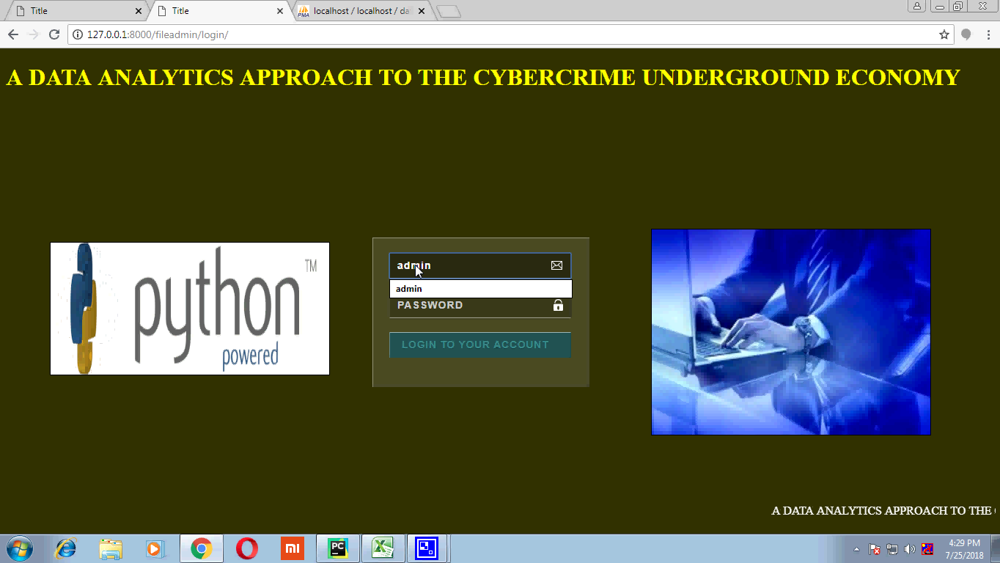 Title
Title
localhost / localhost / da
127.0.0.1:8000/fileadmin/login/
A DATA ANALYTICS APPROACH TO THE CYBERCRIME UNDERGROUND ECONOMY
python
TM
powered
admin
admin
PASSWORD
LOGIN TO YOUR ACCOUNT
A DATA ANALYTICS APPROACH TO THE
mi
PC
4:29 PM
7/25/2018